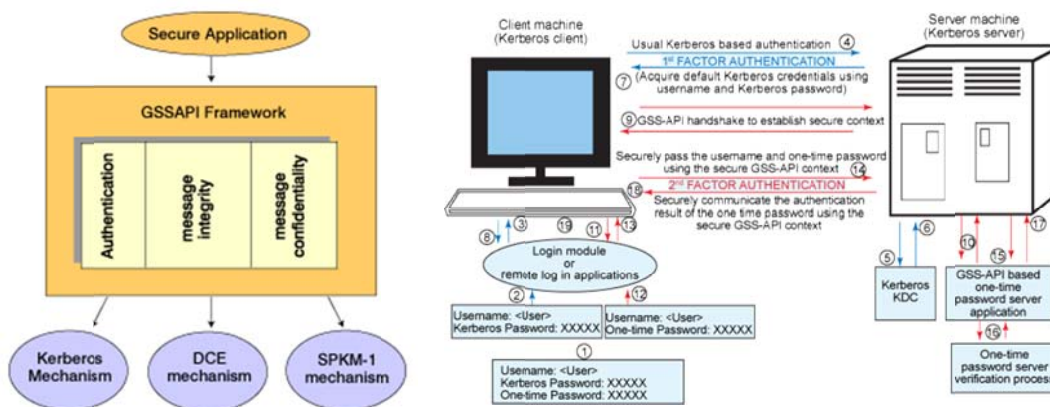 Secure Application
GSSAPI Framework
Authentication
message
integrity
message
confidentiality
Kerberos
Mechanism
DCE
mechanism
SPKM-1
mechanism
Client machine
(Kerberos client)
Server machine
(Kerberos server)
Usual Kerberos based authentication 4
1st FACTOR AUTHENTICATION
7 (Acquire default Kerberos credentials using
username and Kerberos password)
9 GSS-API handshake to establish secure context
Securely pass the username and one-time password
using the secure GSS-API context 14
18 2nd FACTOR AUTHENTICATION
Securely communicate the authentication
result of the one time password using the
secure GSS-API context
8 3 19 11 13
Login module
or
remote log in applications
2 12
Username: <User>
Kerberos Password: XXXXX
Username: <User>
One-time Password: XXXXX
1
Username: <User>
Kerberos Password: XXXXX
One-time Password: XXXXX
5 6 10 15 17
Kerberos
KDC
GSS-API based
one-time
password server
application
16
One-time
password server
verification process